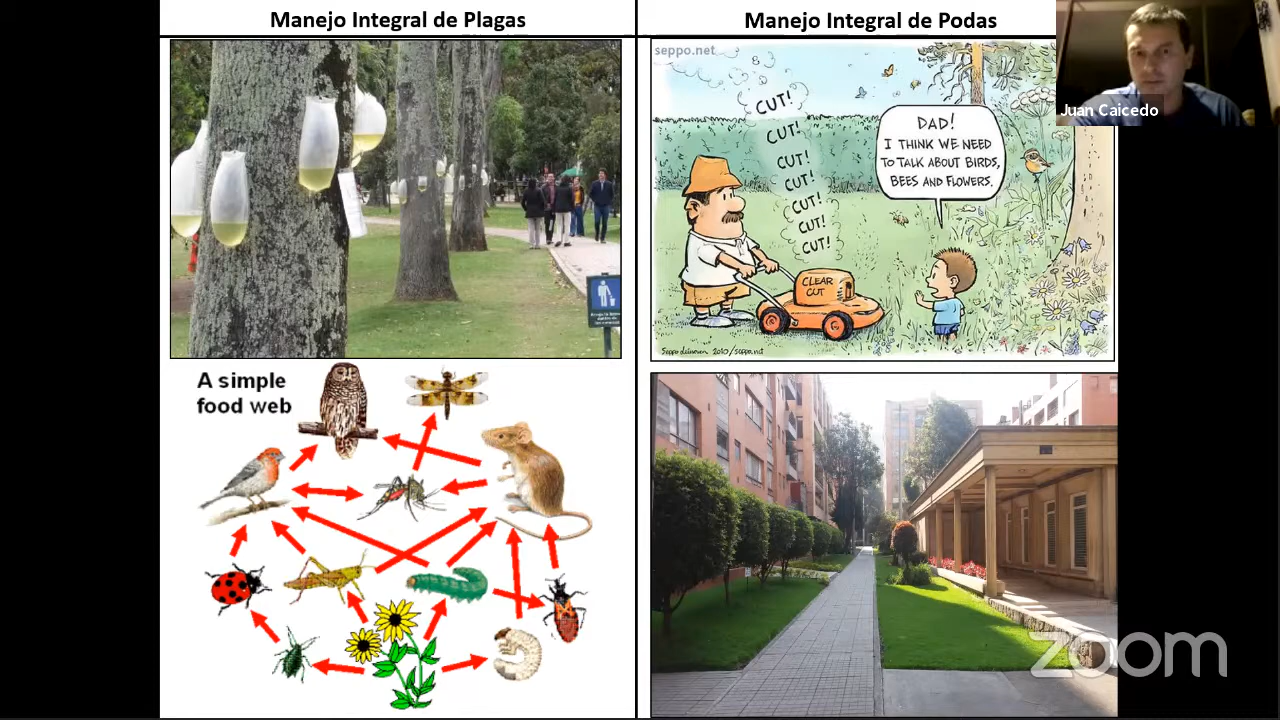 Manejo Integral de Plagas
Manejo Integral de Podas
Juan Caicedo
seppo.net
CUT!
CUT!
CUT!
CUT!
CUT!
CUT!
CUT!
DAD!
I THINK WE NEED
TO TALK ABOUT BIRDS,
BEES AND FLOWERS.
CLEAR
CUT
A simple
food web
zoom